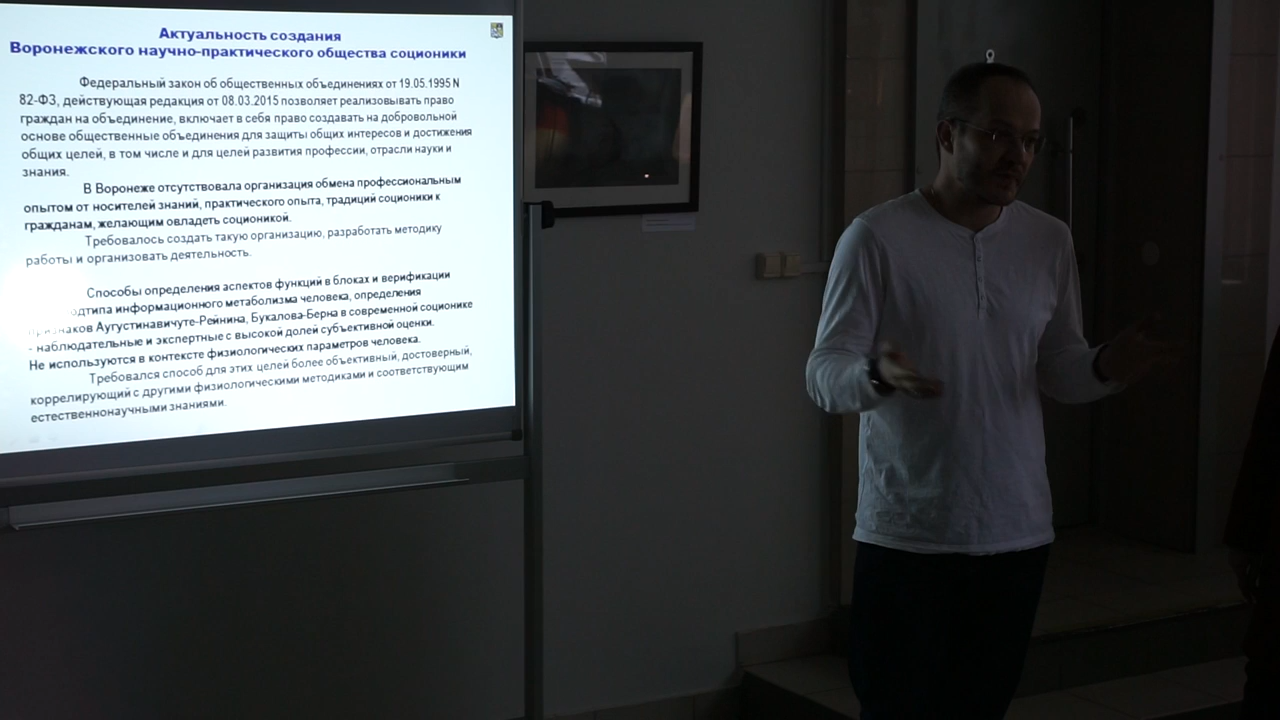 Актуальность создания
Воронежского научно-практического общества соционики
Федеральный закон об общественных объединениях от 19.05.1995 N
82-ФЗ, действующая редакция от 08.03.2015 позволяет реализовывать право
граждан на объединение, включает в себя право создавать на добровольной
основе общественные объединения для защиты общих интересов и достижения
общих целей, в том числе и для целей развития профессии, отрасли науки и
знания.
В Воронеже отсутствовала организация обмена профессиональным
опытом от носителей знаний, практического опыта, традиций соционики к
гражданам, желающим овладеть соционикой.
Требовалось создать такую организацию, разработать методику
работы и организовать деятельность.
Способы определения аспектов функций в блоках и верификации
одтипа информационного метаболизма человека, определения
признаков Аугустинавичуте-Рейнина, Букалова-Берна в современной соционике
- наблюдательные и экспертные с высокой долей субъективной оценки.
Не используются в контексте физиологических параметров человека.
Требовался способ для этих целей более объективный, достоверный,
коррелирующий с другими физиологическими методиками и соответствующим
естественнонаучными знаниями.